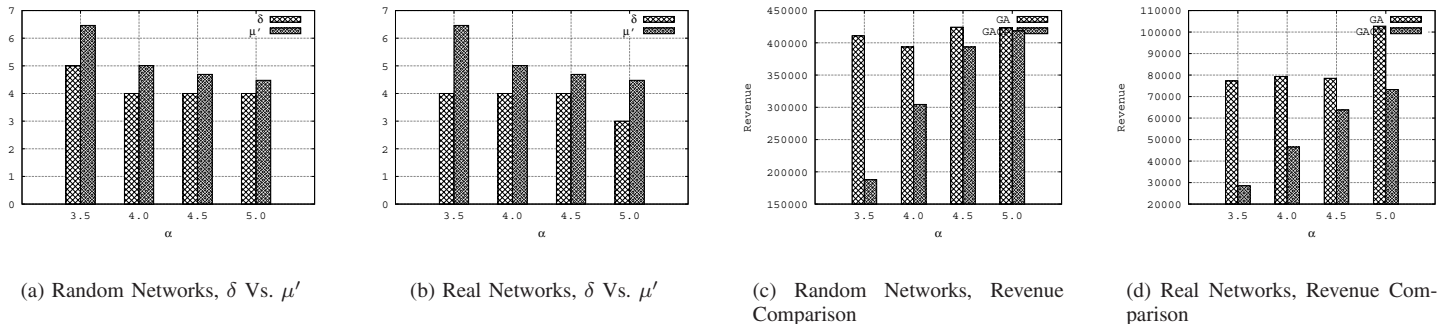 7
6
5
4
3
2
1
0
3.5 4.0 4.5 5.0
α
δ
μ′
(a) Random Networks, δ Vs. μ′
7
6
5
4
3
2
1
0
3.5 4.0 4.5 5.0
α
δ
μ′
(b) Real Networks, δ Vs. μ′
450000
400000
350000
300000
250000
200000
150000
Revenue
3.5 4.0 4.5 5.0
α
GA
(c) Random Networks, Revenue
Comparison
110000
100000
90000
80000
70000
60000
50000
40000
30000
20000
Revenue
3.5 4.0 4.5 5.0
α
GA
(d) Real Networks, Revenue Com-
parison